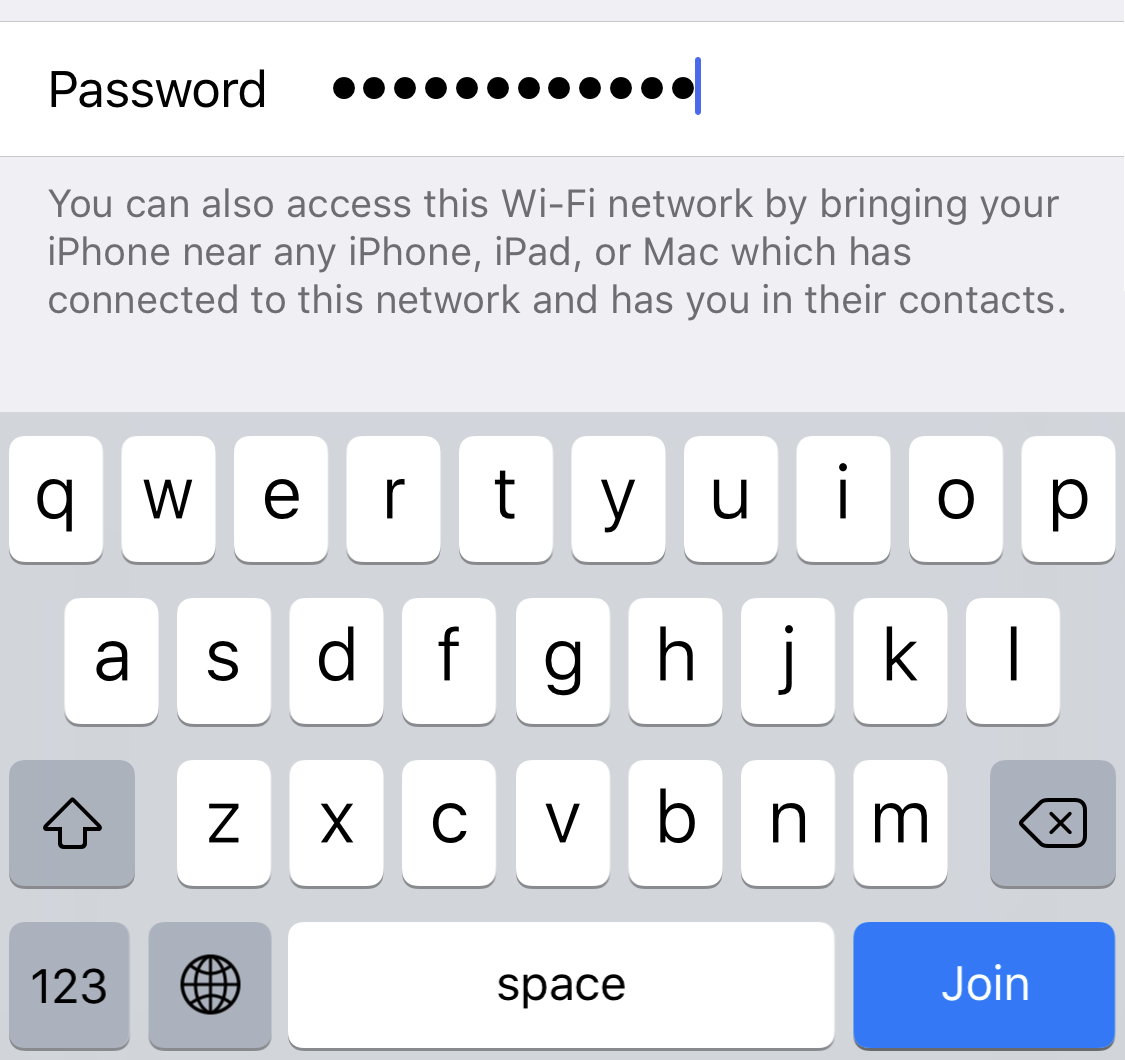 Password ●●●●●●●●●●●●
You can also access this Wi-Fi network by bringing your
iPhone near any iPhone, iPad, or Mac which has
connected to this network and has you in their contacts.
q w e r t y u i o p
a s d f g h j k l
z x c v b n m
123 space Join